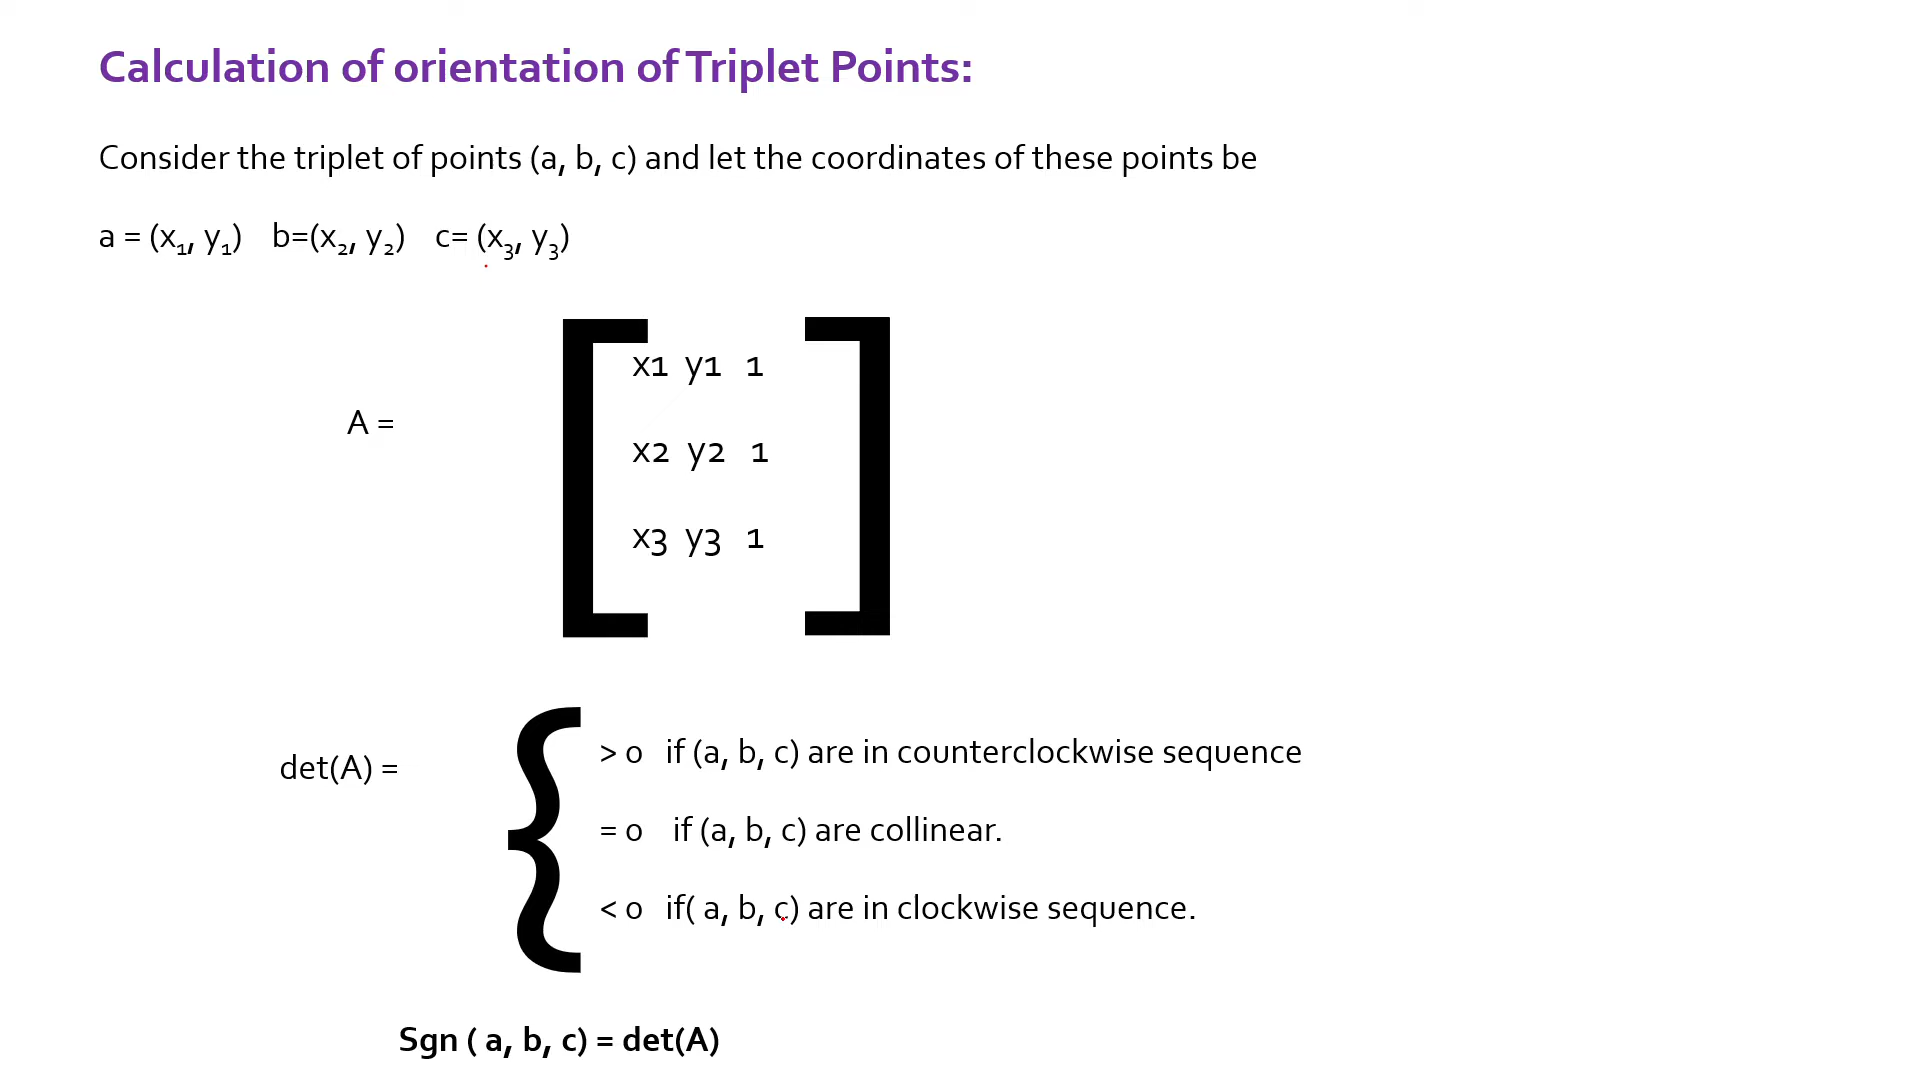 Calculation of orientation of Triplet Points:
Consider the triplet of points (a, b, c) and let the coordinates of these points be
a = (x₁, y₁) b=(x₂, y₂) c= (x₃, y₃)
x1 y1 1
A =
x2 y2 1
x3 y3 1
> 0 if (a, b, c) are in counterclockwise sequence
det(A) =
= 0 if (a, b, c) are collinear.
< 0 if( a, b, c) are in clockwise sequence.
Sgn ( a, b, c) = det(A)